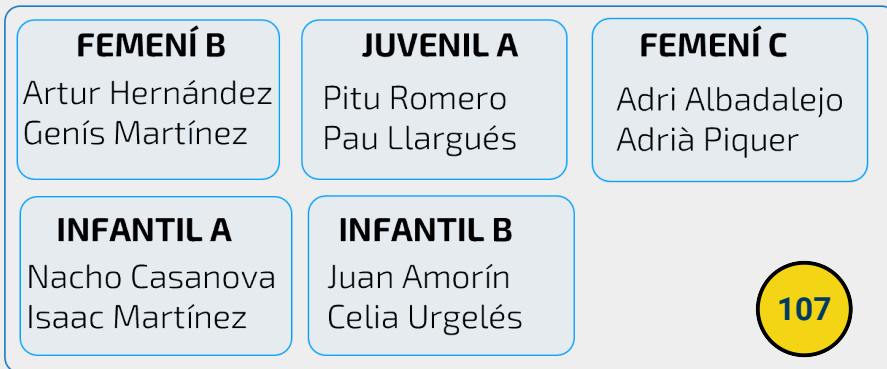 FEMENÍ B
Artur Hernández
Genís Martínez
JUVENIL A
Pitu Romero
Pau Llargués
FEMENÍ C
Adri Albadalejo
Adrià Piquer
INFANTIL A
Nacho Casanova
Isaac Martínez
INFANTIL B
Juan Amorín
Celia Urgelés
107